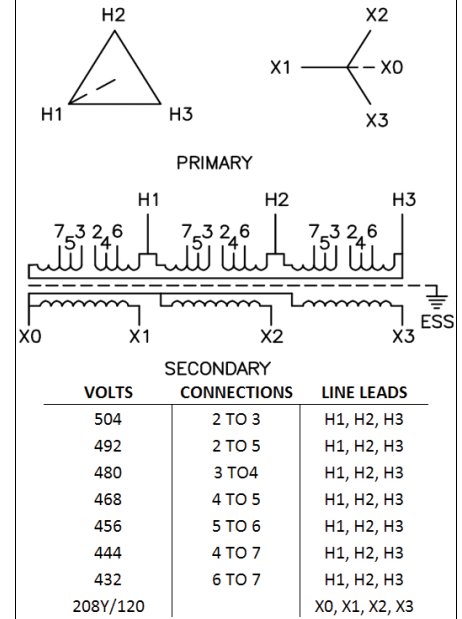 H2
X2
X1
X0
H1
H3
X3
PRIMARY
H1 H2 H3
7 5 3 2 4 6 7 5 3 2 4 6 7 5 3 2 4 6
ESS
X0 X1 X2 X3
SECONDARY
VOLTS CONNECTIONS LINE LEADS
504 2 TO 3 H1, H2, H3
492 2 TO 5 H1, H2, H3
480 3 TO4 H1, H2, H3
468 4 TO 5 H1, H2, H3
456 5 TO 6 H1, H2, H3
444 4 TO 7 H1, H2, H3
432 6 TO 7 H1, H2, H3
208Y/120 X0, X1, X2, X3